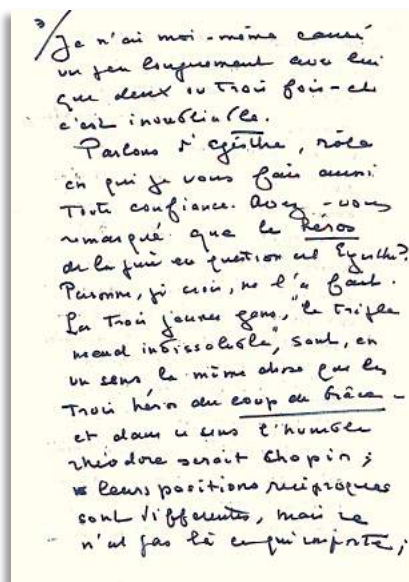 3/
Je n'ai moi-même causé
un peu longuement avec lui
que deux ou trois fois - et
c'est inoubliable.
Parlons d'Egisthe, rôle
en qui je vous fais aussi
toute confiance. Avez-vous
remarqué que le héros
de la pièce en question est Egisthe?
Personne, je crois, ne l'a fait.
Les trois jeunes gens, "le triple
nœud indissoluble", sont, en
un sens la même chose que les
trois héros du coup de Grâce -
et dans ce sens l'humble
Théodore serait Chopin ;
leurs positions réciproques
sont différentes, mais ce
n'est pas là ce qui importe ;